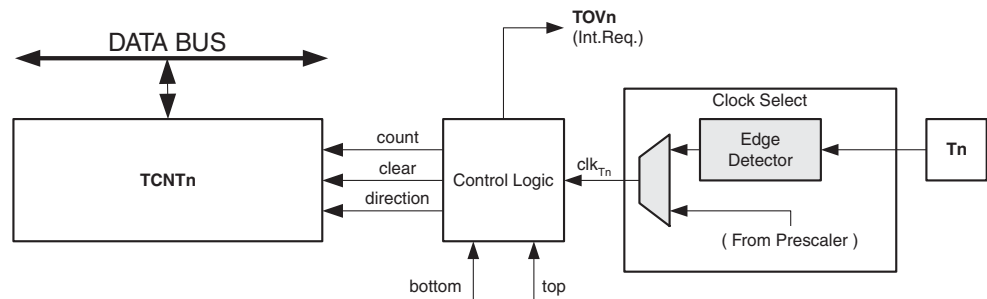 TOVn
(Int.Req.)
DATA BUS
Clock Select
count
Edge
Detector
Tn
TCNTn
clear
Control Logic
clkTn
direction
( From Prescaler )
bottom
top